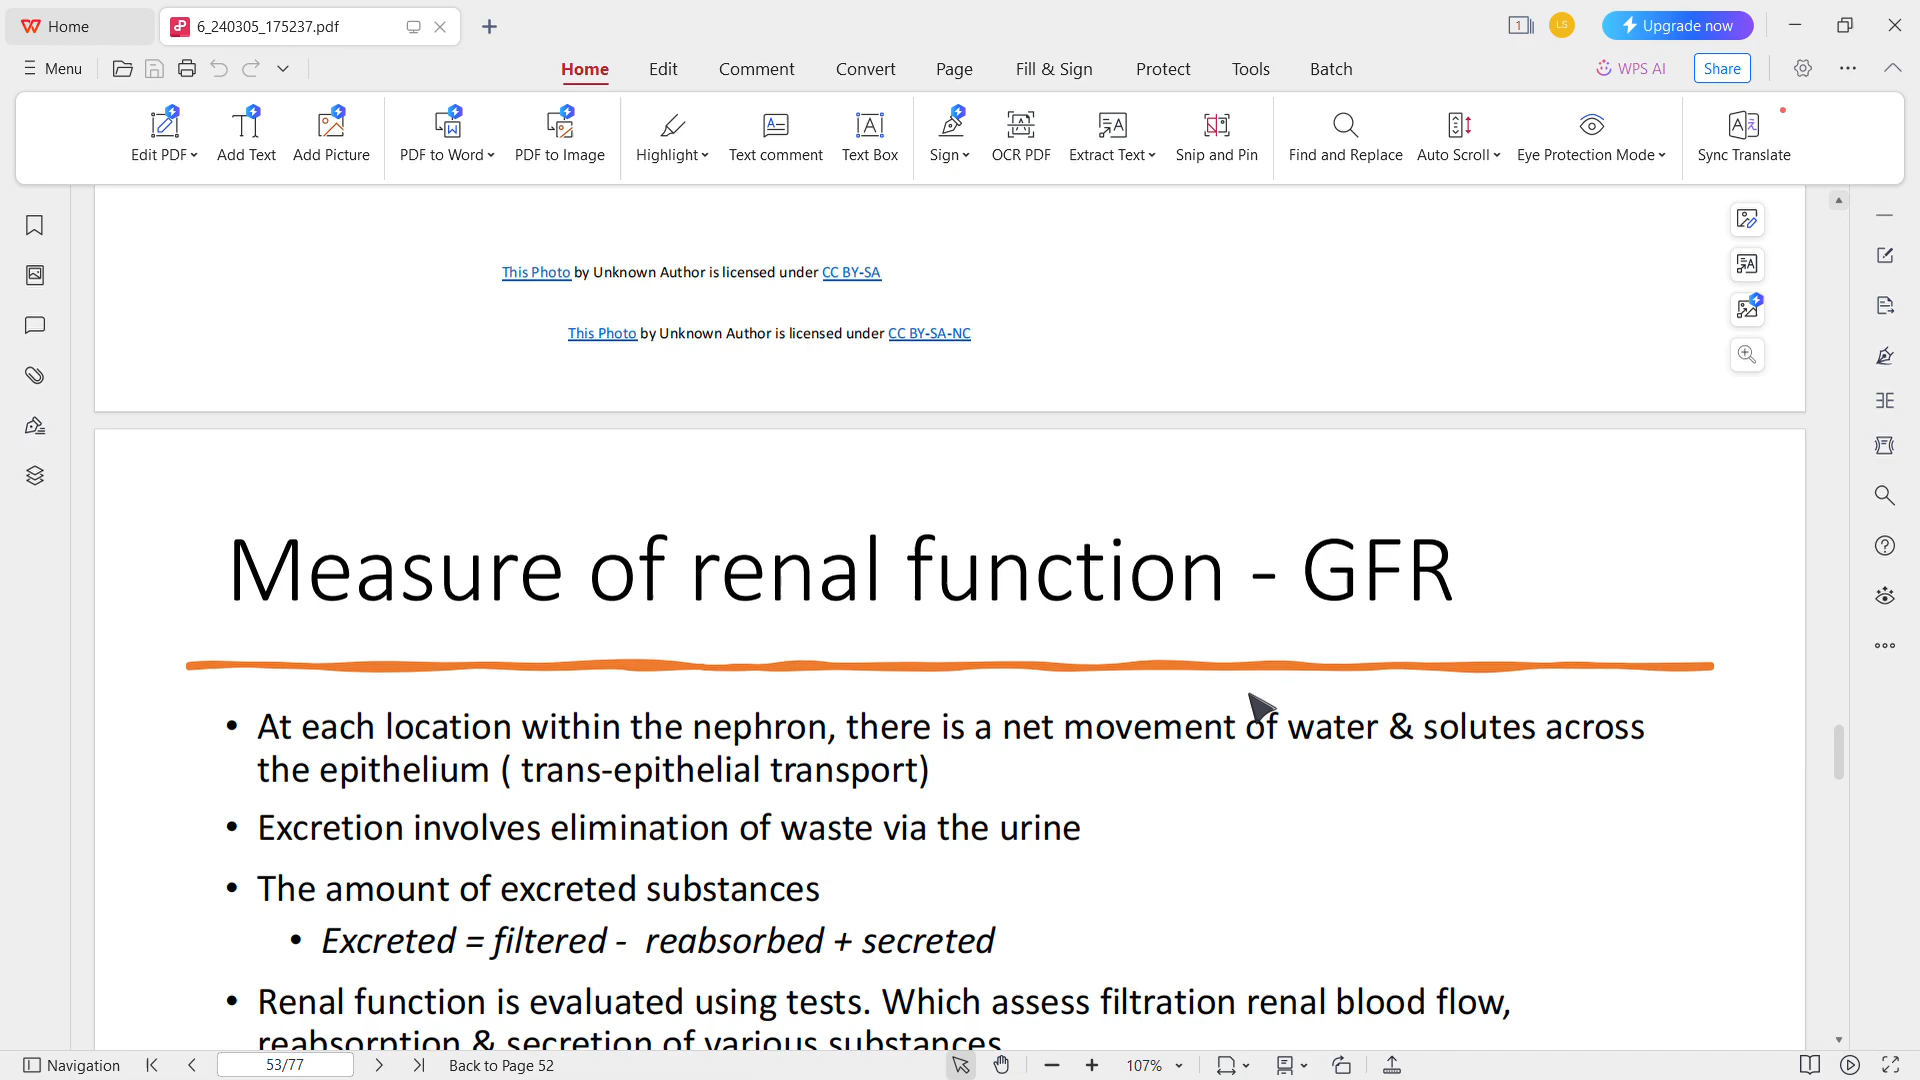 Home
6_240305_175237.pdf
1
LS
Upgrade now
Menu
Home
Edit
Comment
Convert
Page
Fill & Sign
Protect
Tools
Batch
WPS AI
Share
Edit PDF
Add Text
Add Picture
PDF to Word
PDF to Image
Highlight
Text comment
Text Box
Sign
OCR PDF
Extract Text
Snip and Pin
Find and Replace
Auto Scroll
Eye Protection Mode
Sync Translate
This Photo by Unknown Author is licensed under CC BY-SA
This Photo by Unknown Author is licensed under CC BY-SA-NC
Measure of renal function - GFR
• At each location within the nephron, there is a net movement of water & solutes across
the epithelium ( trans-epithelial transport)
• Excretion involves elimination of waste via the urine
• The amount of excreted substances
• Excreted = filtered - reabsorbed + secreted
• Renal function is evaluated using tests. Which assess filtration renal blood flow,
reabsorption & secretion of various substances
Navigation
53/77
Back to Page 52
107%